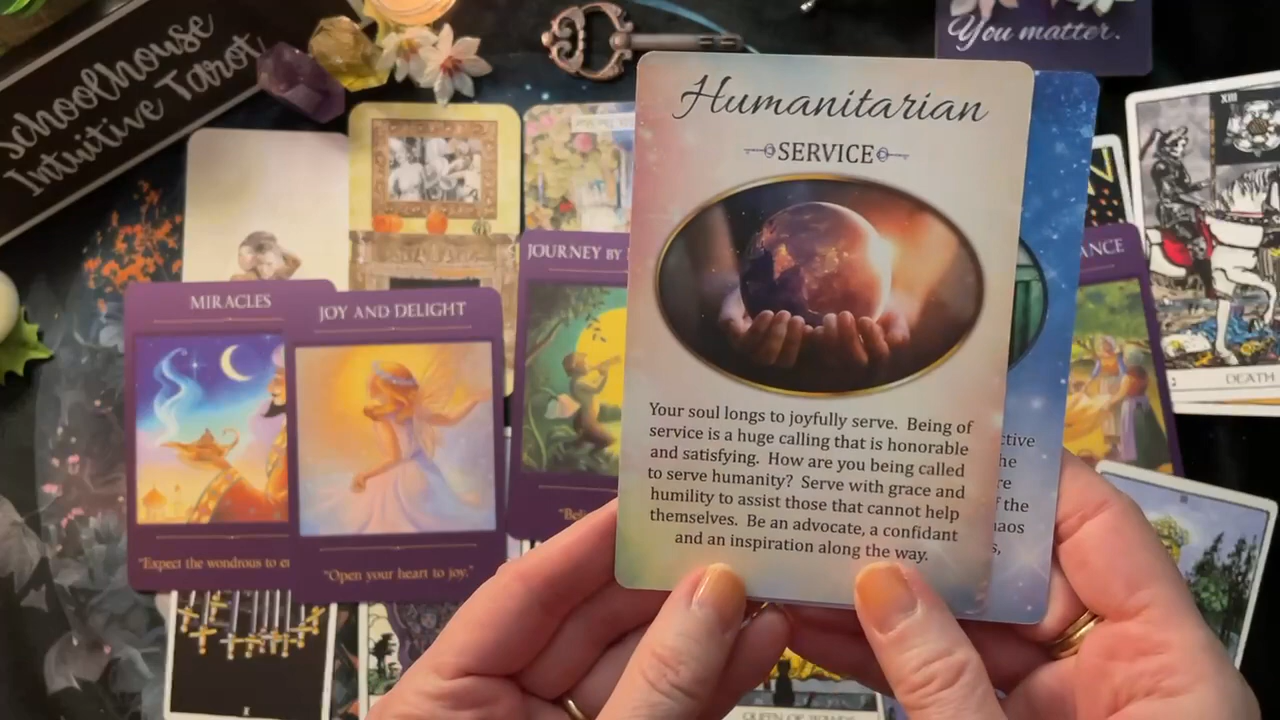 Schoolhouse
Intuitive Tarot
You matter.
Humanitarian
SERVICE
Your soul longs to joyfully serve. Being of
service is a huge calling that is honorable
and satisfying. How are you being called
to serve humanity? Serve with grace and
humility to assist those that cannot help
themselves. Be an advocate, a confidant
and an inspiration along the way.
MIRACLES
"Expect the wondrous to
JOY AND DELIGHT
"Open your heart to joy."
JOURNEY BY
XIII
DEATH
X
III
QUEEN OF